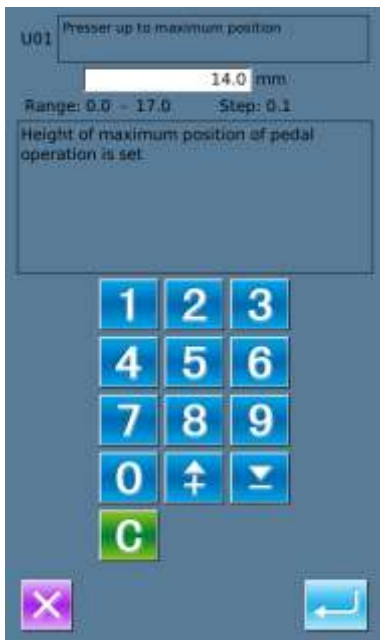 U01 Presser up to maximum position
14.0 mm
Range: 0.0 - 17.0 Step: 0.1
Height of maximum position of pedal
operation is set
1 2 3
4 5 6
7 8 9
0
C